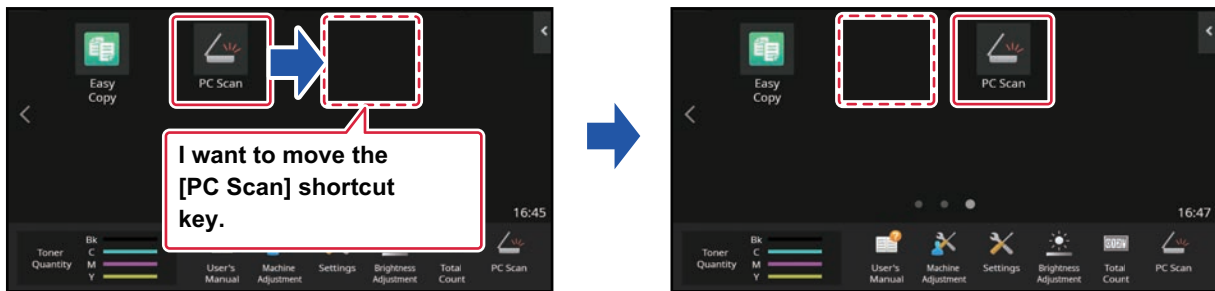 Easy
Copy
PC Scan
I want to move the
[PC Scan] shortcut
key.
16:45
Toner
Quantity
Bk
C
M
Y
User's
Manual
Machine
Adjustment
Settings
Brightness
Adjustment
Total
Count
PC Scan
Easy
Copy
PC Scan
16:47
Toner
Quantity
Bk
C
M
Y
User's
Manual
Machine
Adjustment
Settings
Brightness
Adjustment
Total
Count
PC Scan